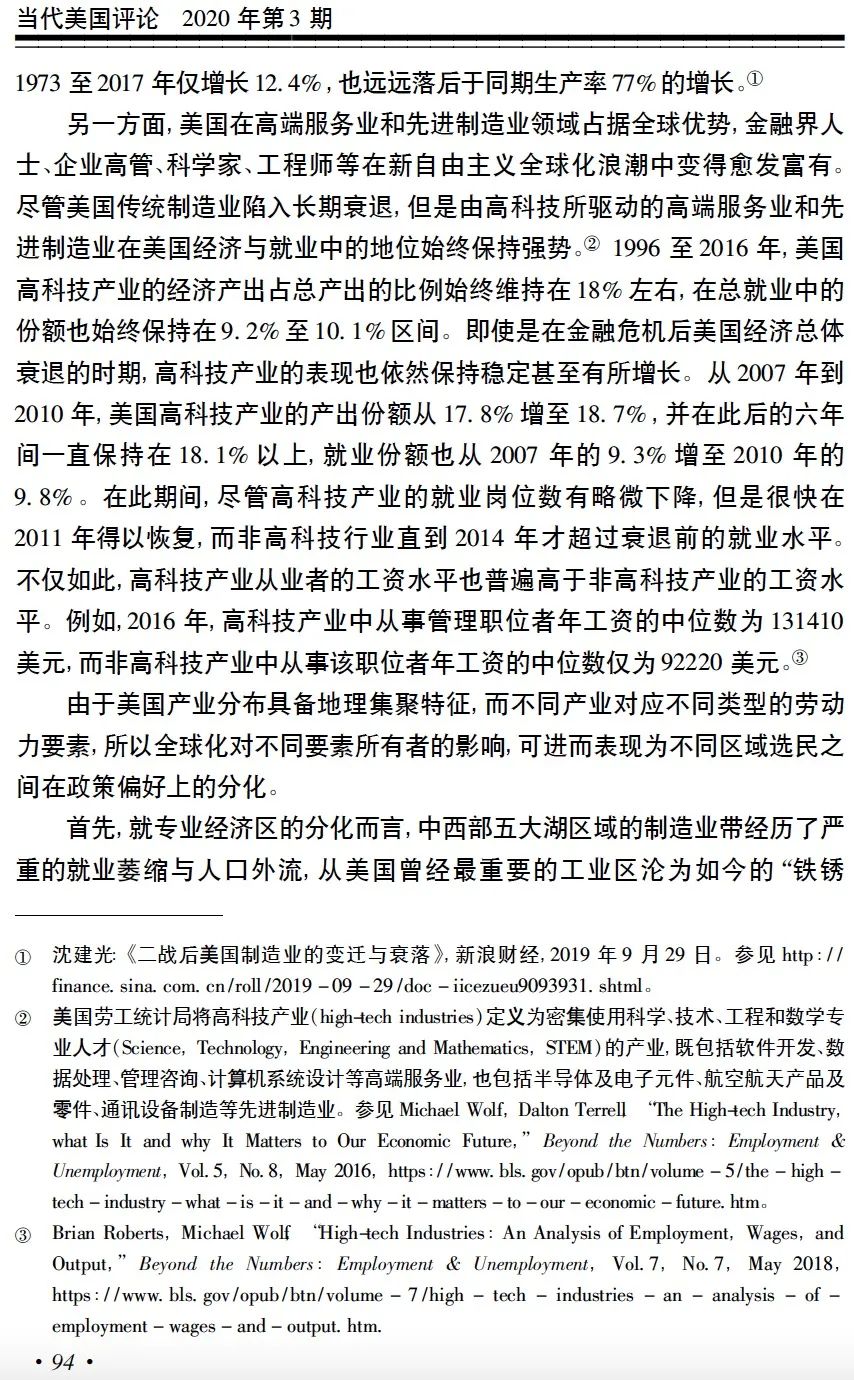 当代美国评论 2020 年第 3 期
1973 至 2017 年仅增长 12.4%,也远远落后于同期生产率 77% 的增长。①
另一方面,美国在高端服务业和先进制造业领域占据全球优势,金融界人
士、企业高管、科学家、工程师等在新自由主义全球化浪潮中变得愈发富有。
尽管美国传统制造业陷入长期衰退,但是由高科技所驱动的高端服务业和先
进制造业在美国经济与就业中的地位始终保持强势。② 1996 至 2016 年,美国
高科技产业的经济产出占总产出的比例始终维持在 18% 左右,在总就业中的
份额也始终保持在 9.2% 至 10.1% 区间。即使是在金融危机后美国经济总体
衰退的时期,高科技产业的表现也依然保持稳定甚至有所增长。从 2007 年到
2010 年,美国高科技产业的产出份额从 17.8% 增至 18.7%,并在此后的六年
间一直保持在 18.1% 以上,就业份额也从 2007 年的 9.3% 增至 2010 年的
9.8%。在此期间,尽管高科技产业的就业岗位数有略微下降,但是很快在
2011 年得以恢复,而非高科技行业直到 2014 年才超过衰退前的就业水平。
不仅如此,高科技产业从业者的工资水平也普遍高于非高科技产业的工资水
平。例如,2016 年,高科技产业中从事管理职位者年工资的中位数为 131410
美元,而非高科技产业中从事该职位者年工资的中位数仅为 92220 美元。③
由于美国产业分布具备地理集聚特征,而不同产业对应不同类型的劳动
力要素,所以全球化对不同要素所有者的影响,可进而表现为不同区域选民之
间在政策偏好上的分化。
首先,就专业经济区的分化而言,中西部五大湖区域的制造业带经历了严
重的就业萎缩与人口外流,从美国曾经最重要的工业区沦为如今的“铁锈
① 沈建光:《二战后美国制造业的变迁与衰落》,新浪财经,2019 年 9 月 29 日。参见 http://
finance.sina.com.cn/roll/2019-09-29/doc-iicezueu9093931.shtml。
② 美国劳工统计局将高科技产业(high-tech industries)定义为密集使用科学、技术、工程和数学专
业人才(Science, Technology, Engineering and Mathematics, STEM)的产业,既包括软件开发、数
据处理、管理咨询、计算机系统设计等高端服务业,也包括半导体及电子元件、航空航天产品及
零件、通讯设备制造等先进制造业。参见 Michael Wolf, Dalton Terrell, “The High-tech Industry,
what Is It and why It Matters to Our Economic Future,” Beyond the Numbers: Employment &
Unemployment, Vol. 5, No. 8, May 2016, https://www.bls.gov/opub/btn/volume-5/the-high-
tech-industry-what-is-it-and-why-it-matters-to-our-economic-future.htm。
③ Brian Roberts, Michael Wolf, “High-tech Industries: An Analysis of Employment, Wages, and
Output,” Beyond the Numbers: Employment & Unemployment, Vol. 7, No. 7, May 2018,
https://www.bls.gov/opub/btn/volume-7/high-tech-industries-an-analysis-of-
employment-wages-and-output.htm.
· 94 ·